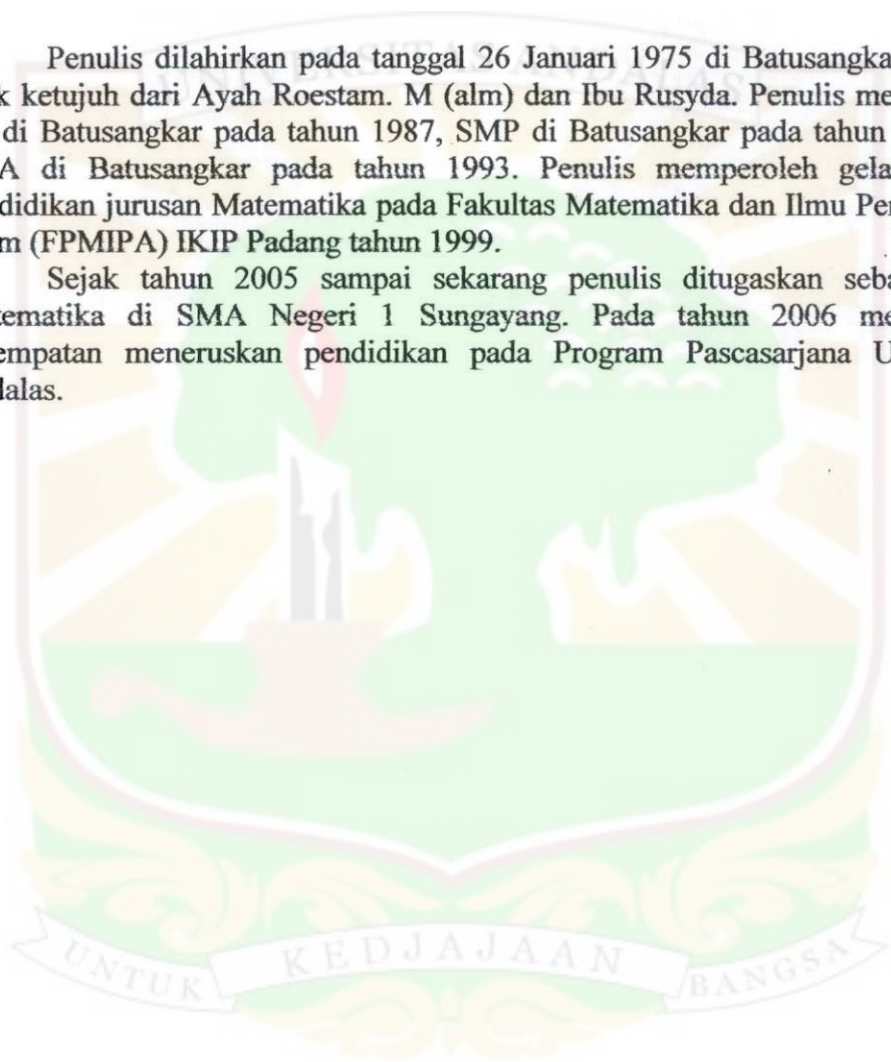 Penulis dilahirkan pada tanggal 26 Januari 1975 di Batusangka
k ketujuh dari Ayah Roestam. M (alm) dan Ibu Rusyda. Penulis me
di Batusangkar pada tahun 1987, SMP di Batusangkar pada tahun
A di Batusangkar pada tahun 1993. Penulis memperoleh gela
didikan jurusan Matematika pada Fakultas Matematika dan Ilmu Pen
m (FPMIPA) IKIP Padang tahun 1999.
Sejak tahun 2005 sampai sekarang penulis ditugaskan seba
tematika di SMA Negeri 1 Sungayang. Pada tahun 2006 me
empatan meneruskan pendidikan pada Program Pascasarjana U
alas.
UNIVERSITAS ANDALAS
UNTUK KEDJAJAAN BANGSA